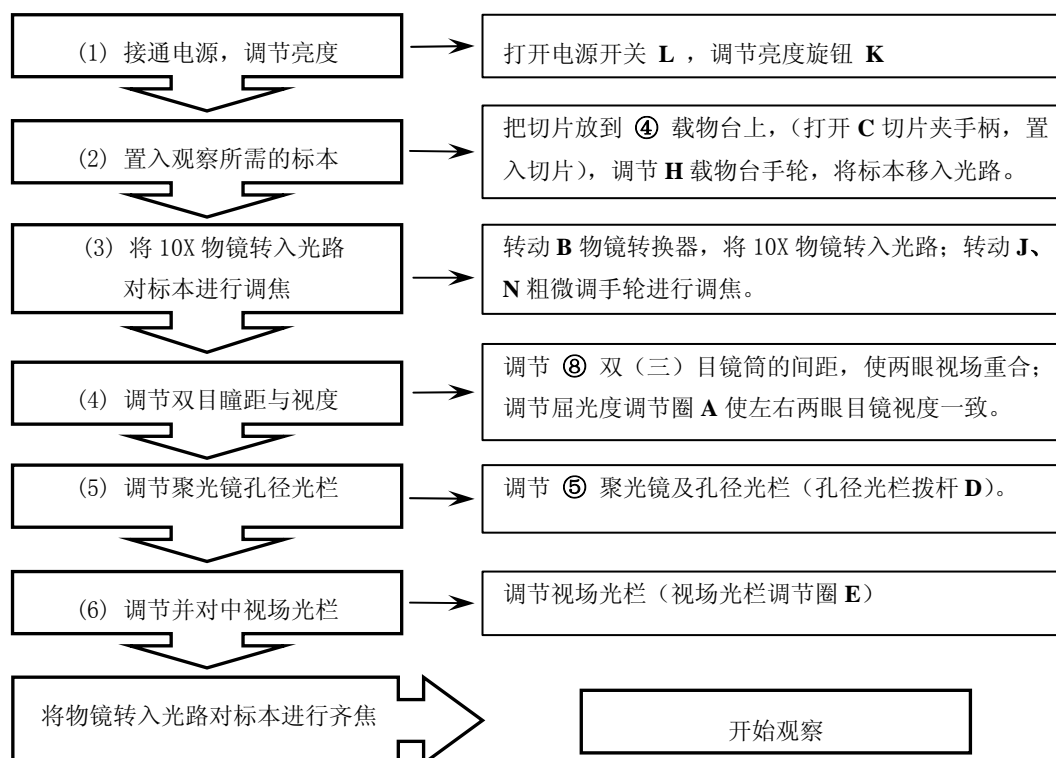 (1) 接通电源，调节亮度
打开电源开关 L ，调节亮度旋钮 K
(2) 置入观察所需的标本
把切片放到 ④ 载物台上，（打开 C 切片夹手柄，置
入切片），调节 H 载物台手轮，将标本移入光路。
(3) 将 10X 物镜转入光路
对标本进行调焦
转动 B 物镜转换器，将 10X 物镜转入光路；转动 J、
N 粗微调手轮进行调焦。
(4) 调节双目瞳距与视度
调节 ⑧ 双（三）目镜筒的间距，使两眼视场重合；
调节屈光度调节圈 A 使左右两眼目镜视度一致。
(5) 调节聚光镜孔径光栏
调节 ⑤ 聚光镜及孔径光栏（孔径光栏拨杆 D）。
(6) 调节并对中视场光栏
调节视场光栏（视场光栏调节圈 E）
将物镜转入光路对标本进行齐焦
开始观察